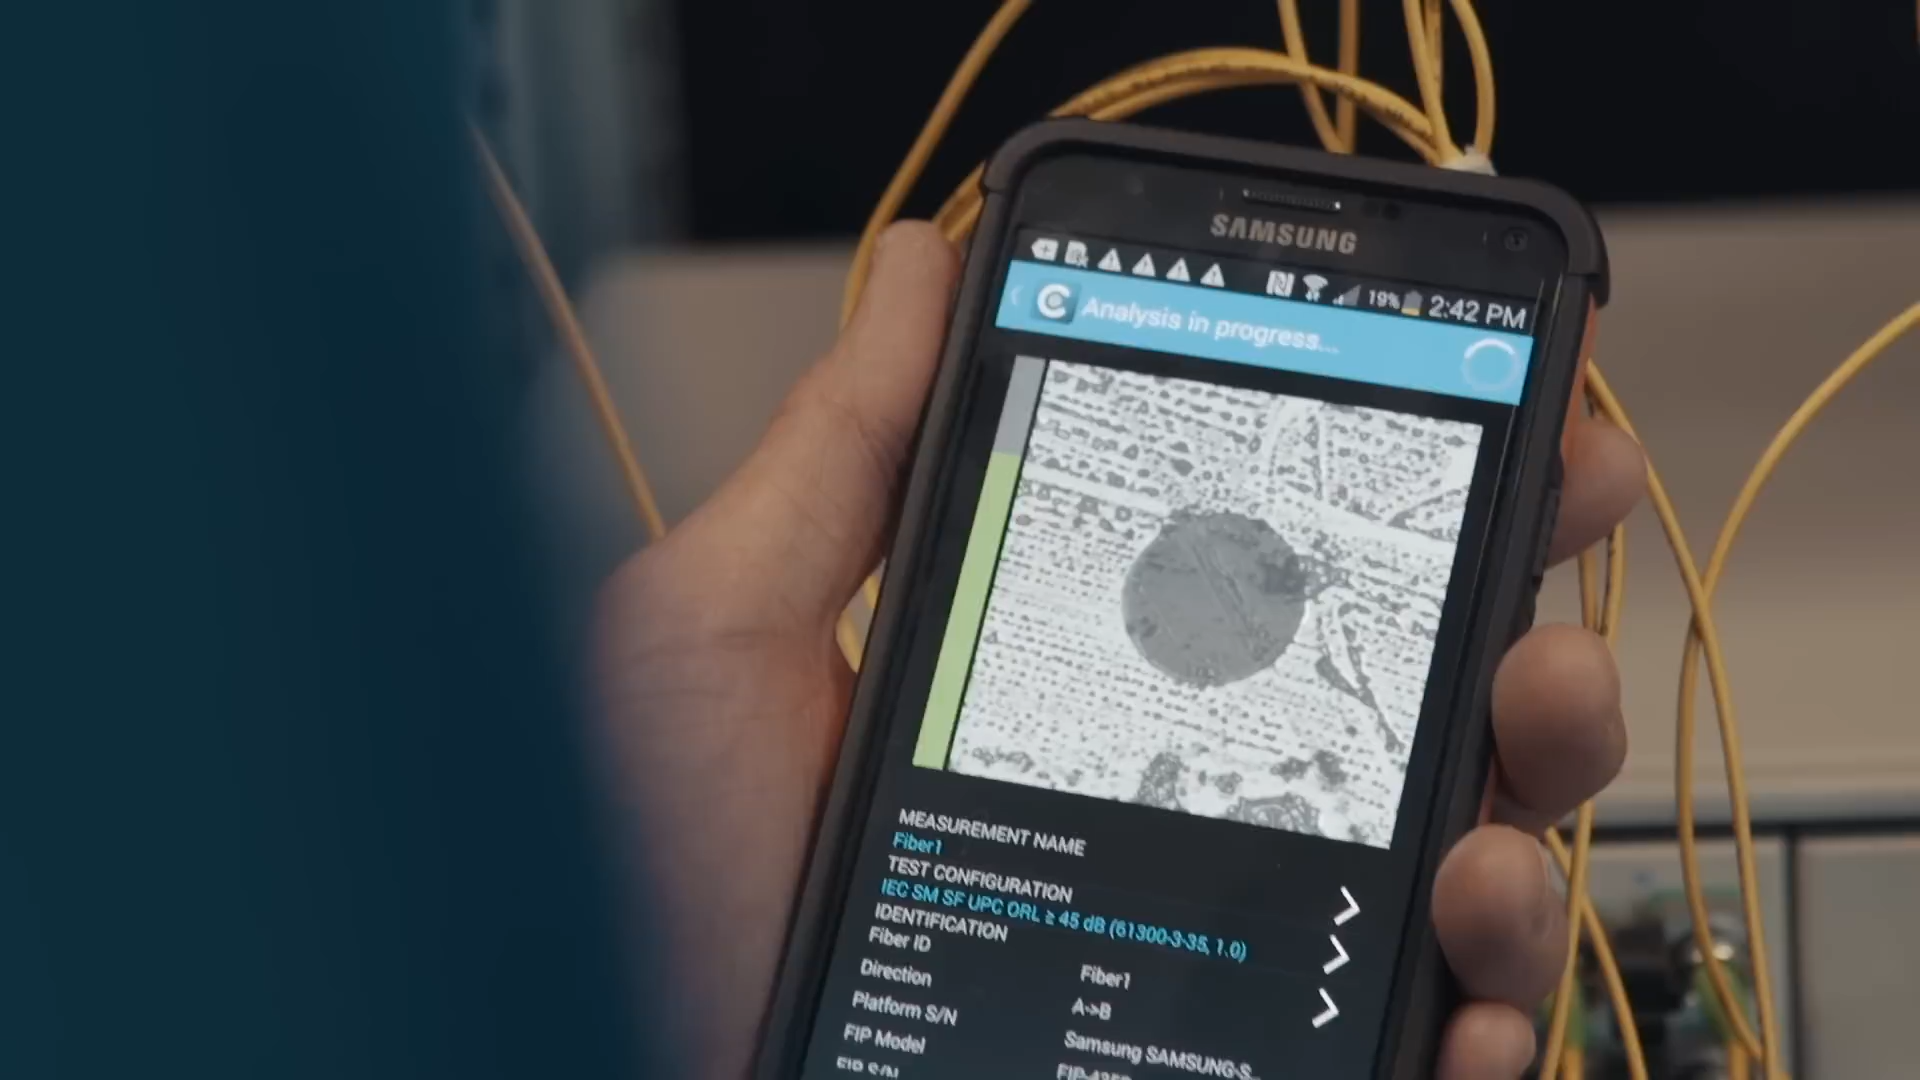 SAMSUNG
19% 2:42 PM
Analysis in progress...
MEASUREMENT NAME
Fiber1
TEST CONFIGURATION
IEC SM SF UPC ORL ≥ 45 dB (61300-3-35, 1.0)
IDENTIFICATION
Fiber ID Fiber1
Direction A->B
Platform S/N Samsung SAMSUNG-S...
FIP Model
FIP S/N